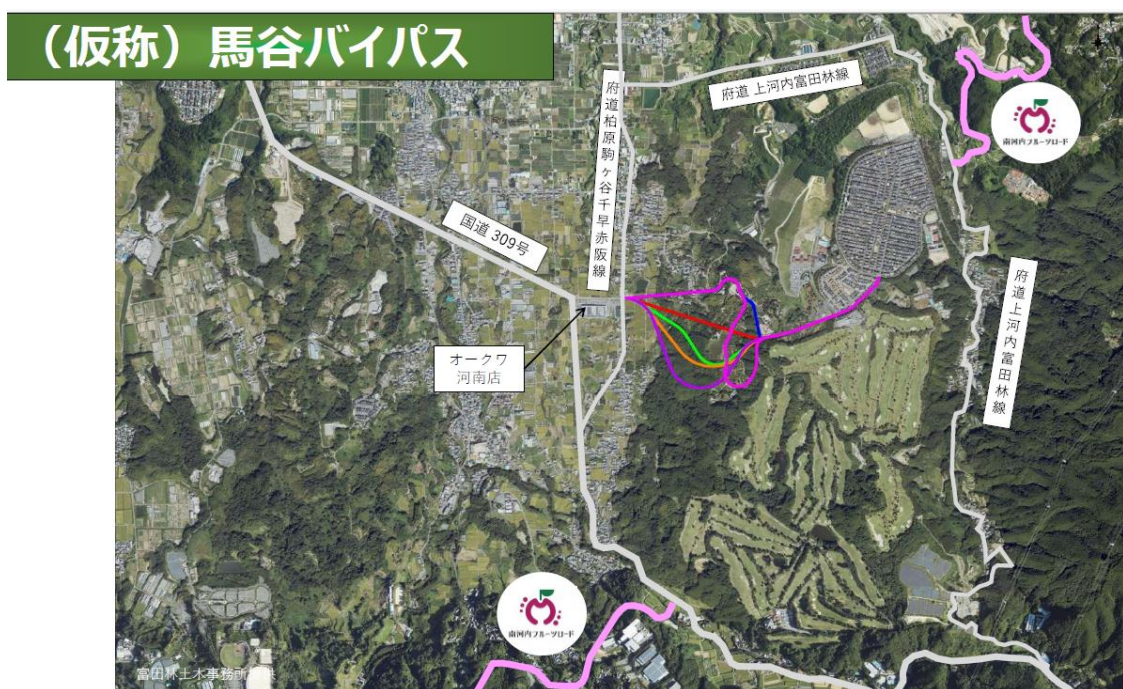 （仮称）馬谷バイパス
府道 上河内富田林線
南河内フルーツロード
府道柏原駒ヶ谷千早赤阪線
国道 309号
府道上河内富田林線
オークワ
河南店
南河内フルーツロード
富田林土木事務所提供